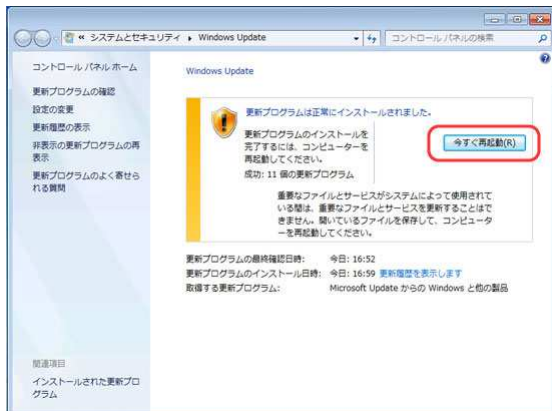 « システムとセキュリティ ▸ Windows Update
コントロール パネルの検索
コントロール パネル ホーム
更新プログラムの確認
設定の変更
更新履歴の表示
非表示の更新プログラムの再
表示
更新プログラムのよく寄せら
れる質問
関連項目
インストールされた更新プロ
グラム
Windows Update
更新プログラムは正常にインストールされました。
更新プログラムのインストールを
完了するには、コンピューターを
再起動してください。
今すぐ再起動(R)
成功: 11 個の更新プログラム
重要なファイルとサービスがシステムによって使用されて
いる間は、重要なファイルとサービスを更新することはで
きません。開いているファイルを保存して、コンピュータ
ーを再起動してください。
更新プログラムの最終確認日時: 今日: 16:52
更新プログラムのインストール日時: 今日: 16:59 更新履歴を表示します
取得する更新プログラム: Microsoft Update からの Windows と他の製品